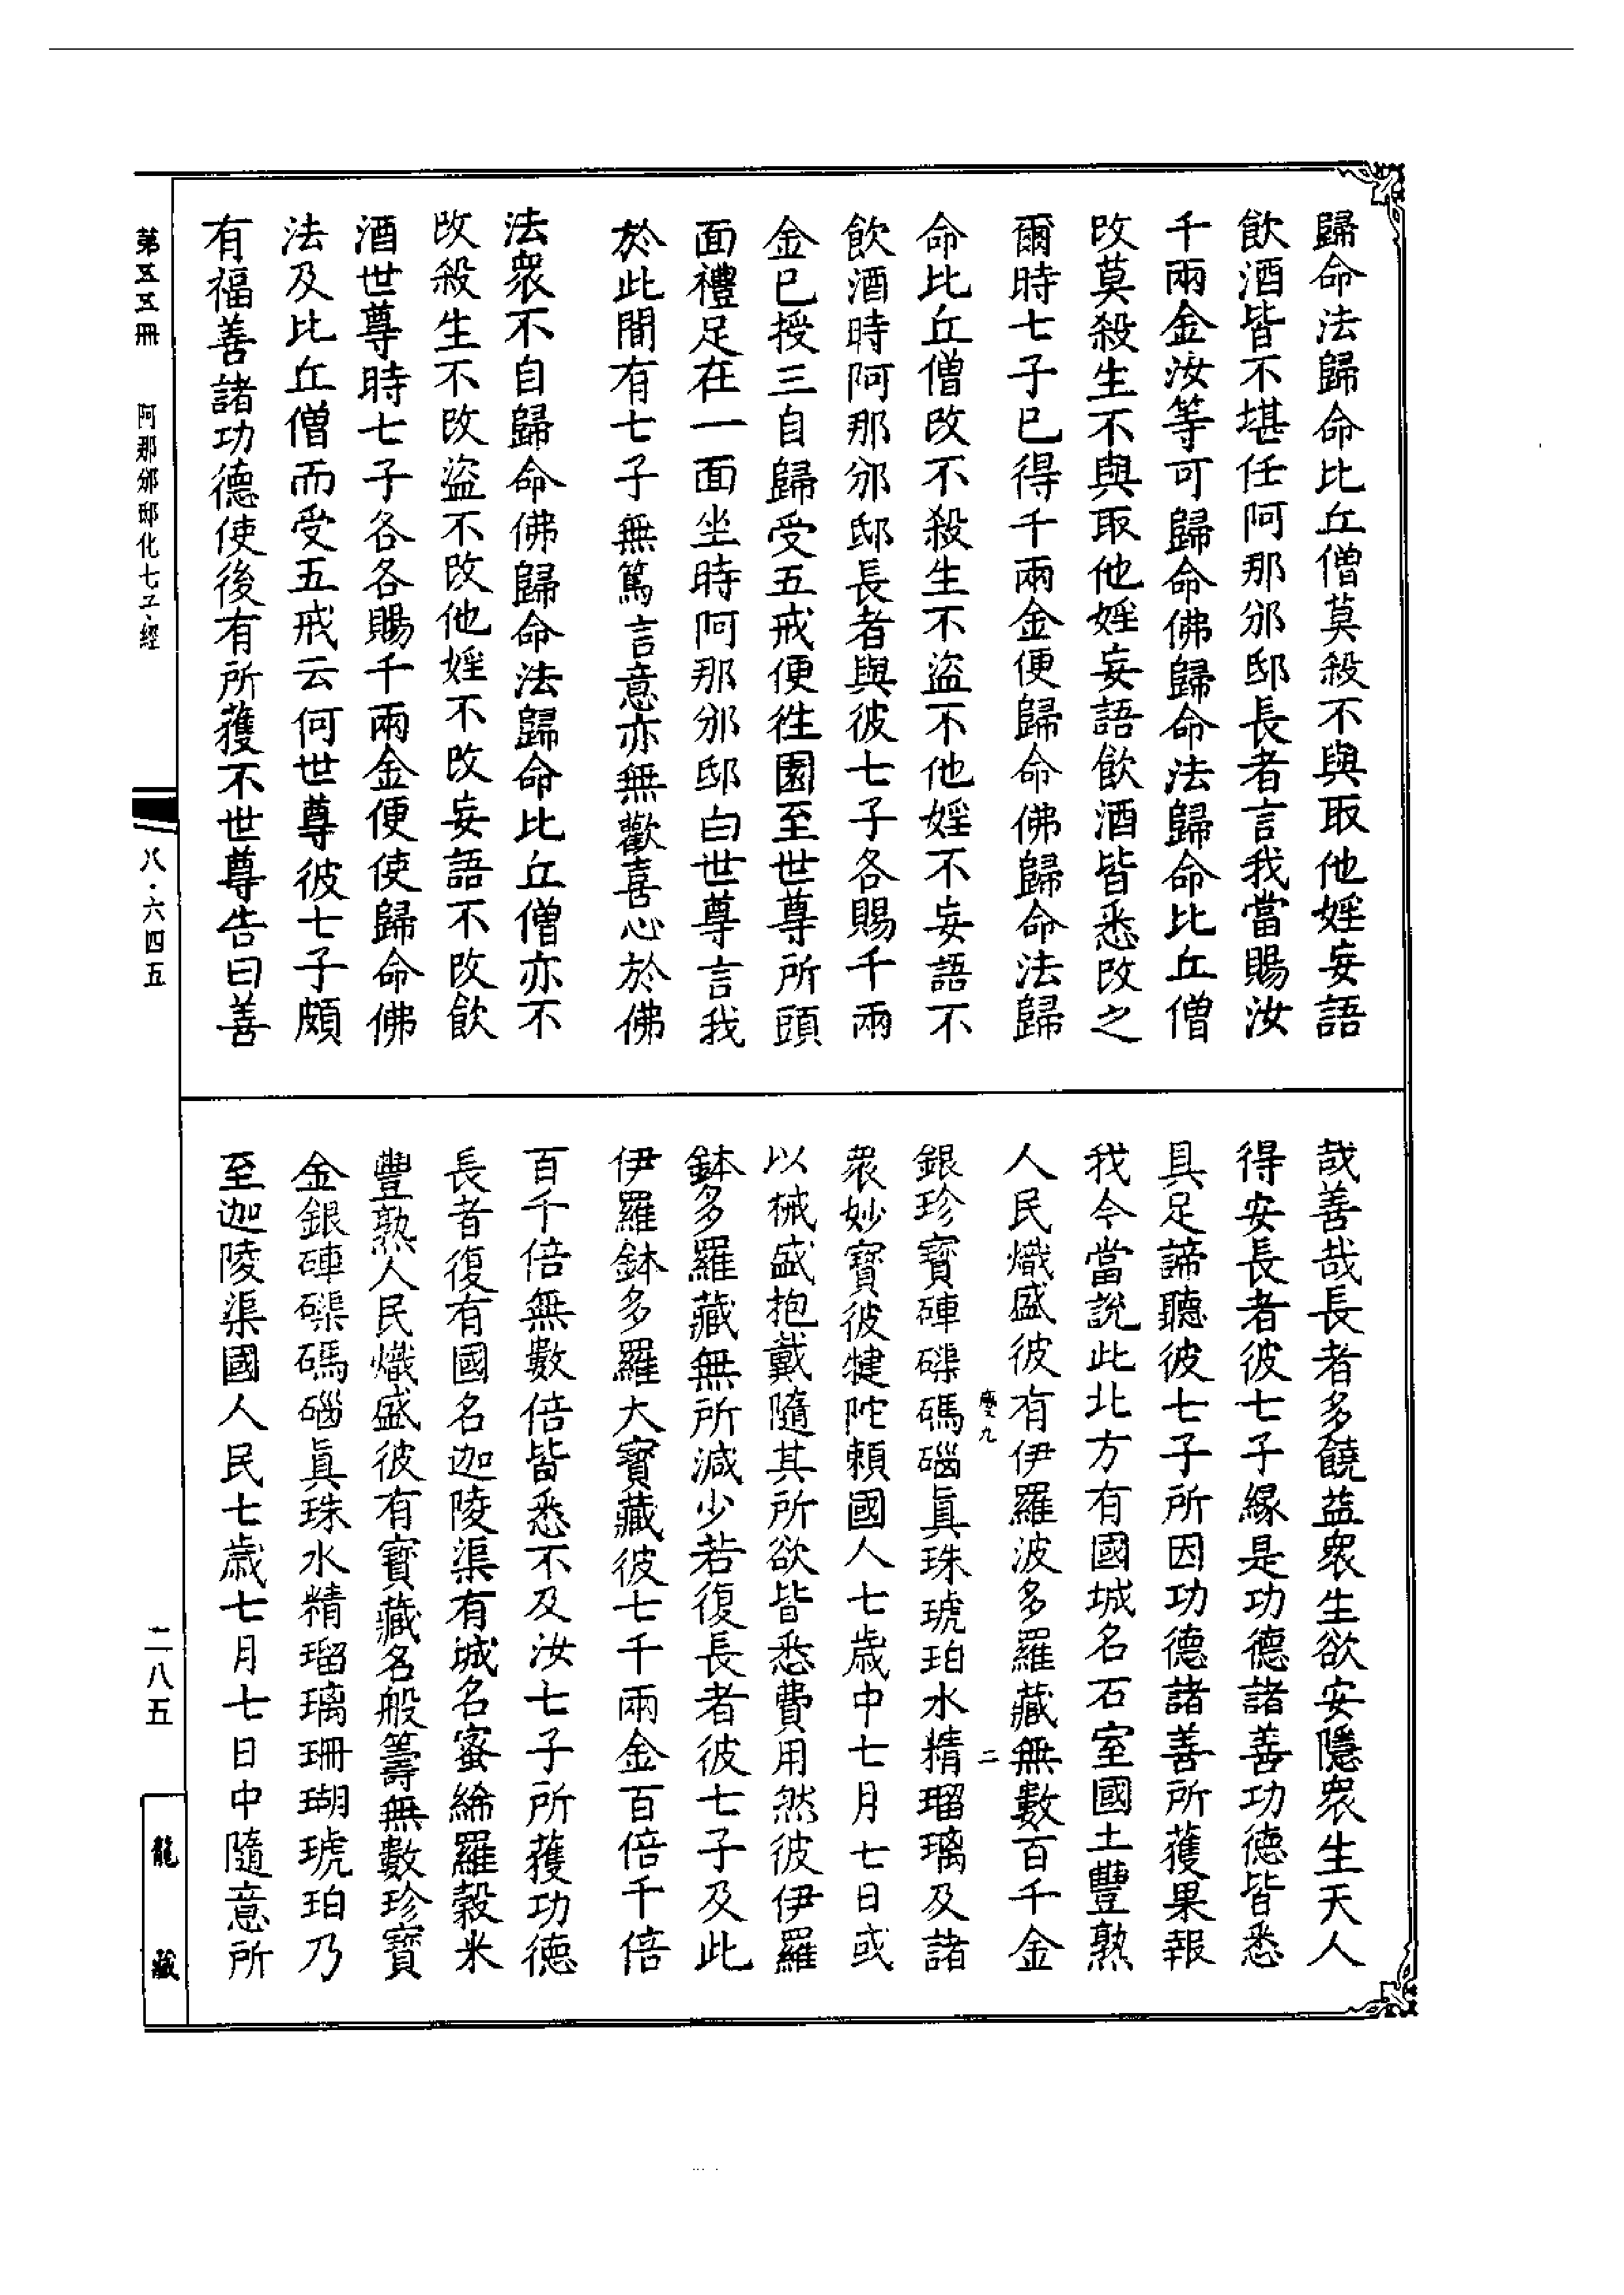 歸命法歸命比丘僧莫殺不與取他婬妄語
飲酒皆不堪任阿那邠邸長者言我當賜汝
千兩金汝等可歸命佛歸命法歸命比丘僧
改莫殺生不與取他婬妄語飲酒皆悉改之
爾時七子已得千兩金便歸命佛歸命法歸
命比丘僧改不殺生不盜不他婬不妄語不
飲酒時阿那邠邸長者與彼七子各賜千兩
金已授三自歸受五戒便徃園至世尊所頭
面禮足在一面坐時阿那邠邸白世尊言我
於此間有七子無篤言意亦無歡喜心於佛
法衆不自歸命佛歸命法歸命比丘僧亦不
改殺生不改盜不改他婬不改妄語不改飲
酒世尊時七子各各賜千兩金便使歸命佛
法及比丘僧而受五戒云何世尊彼七子頗
有福善諸功德使後有所獲不世尊告曰善
哉善哉長者多饒益衆生欲安隱衆生天人
得安長者彼七子緣是功德諸善功德皆悉
具足諦聽彼七子所因功德諸善所獲果報
我今當說此北方有國城名石室國土豐熟
人民熾盛彼有伊羅波多羅藏無數百千金
銀珍寶硨磲碼碯眞珠琥珀水精瑠璃及諸
衆妙寶彼犍陀賴國人七歲中七月七日或
以械盛抱戴隨其所欲皆悉費用然彼伊羅
鉢多羅藏無所減少若復長者彼七子及此
伊羅鉢多羅大寶藏彼七千兩金百倍千倍
百千倍無數倍皆悉不及汝七子所獲功德
長者復有國名迦陵渠有城名蜜絺羅穀米
豐熟人民熾盛彼有寶藏名般籌無數珍寶
金銀硨磲碼碯眞珠水精瑠璃珊瑚琥珀乃
至迦陵渠國人民七歲七月七日中隨意所
九
二
第五五冊
阿那邠邸化七子經
八·六四五
二八五
龍藏